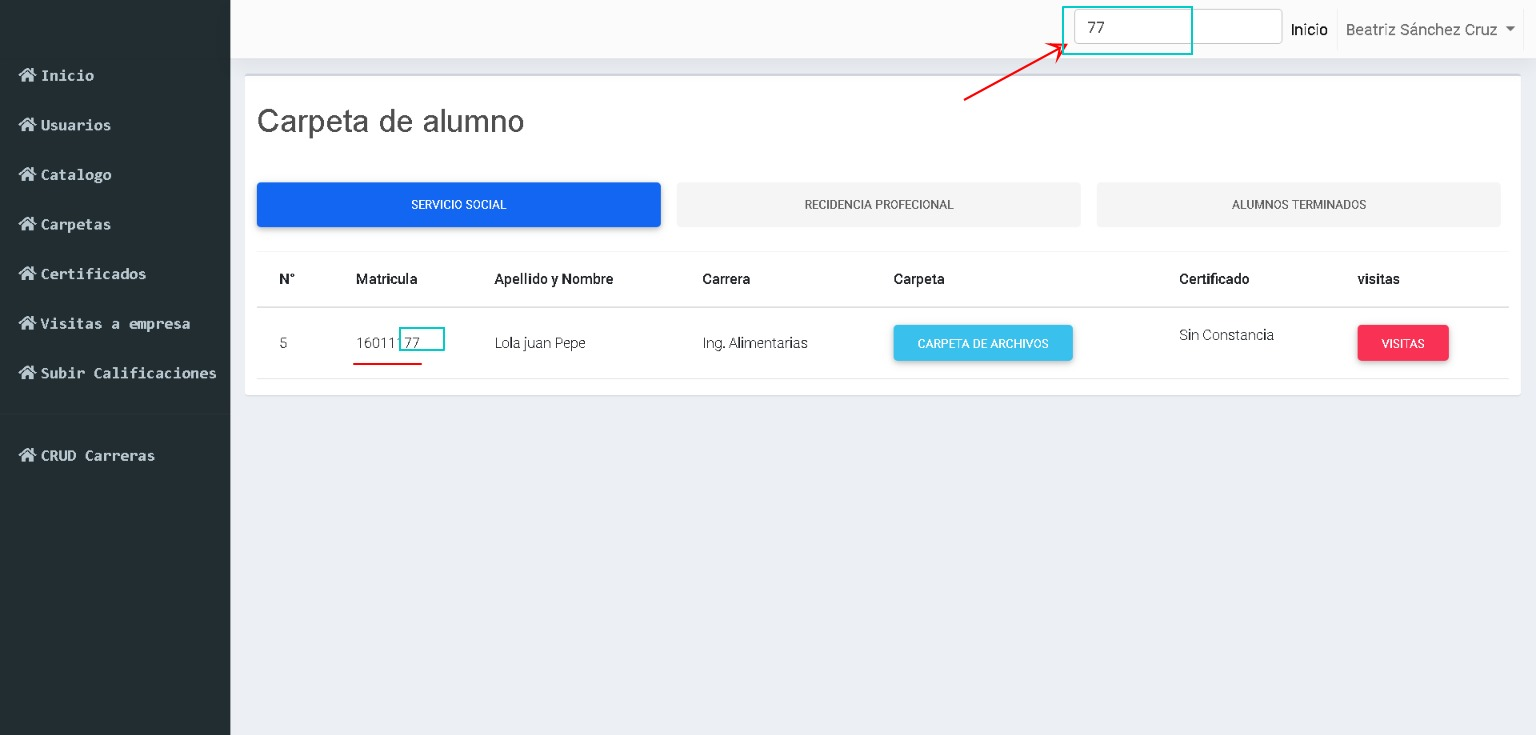 77
Inicio
Beatriz Sánchez Cruz
Inicio
Usuarios
Catalogo
Carpetas
Certificados
Visitas a empresa
Subir Calificaciones
CRUD Carreras
Carpeta de alumno
SERVICIO SOCIAL
RECIDENCIA PROFECIONAL
ALUMNOS TERMINADOS
N° Matricula Apellido y Nombre Carrera Carpeta Certificado visitas
5 Lola juan Pepe Ing. Alimentarias CARPETA DE ARCHIVOS Sin Constancia VISITAS